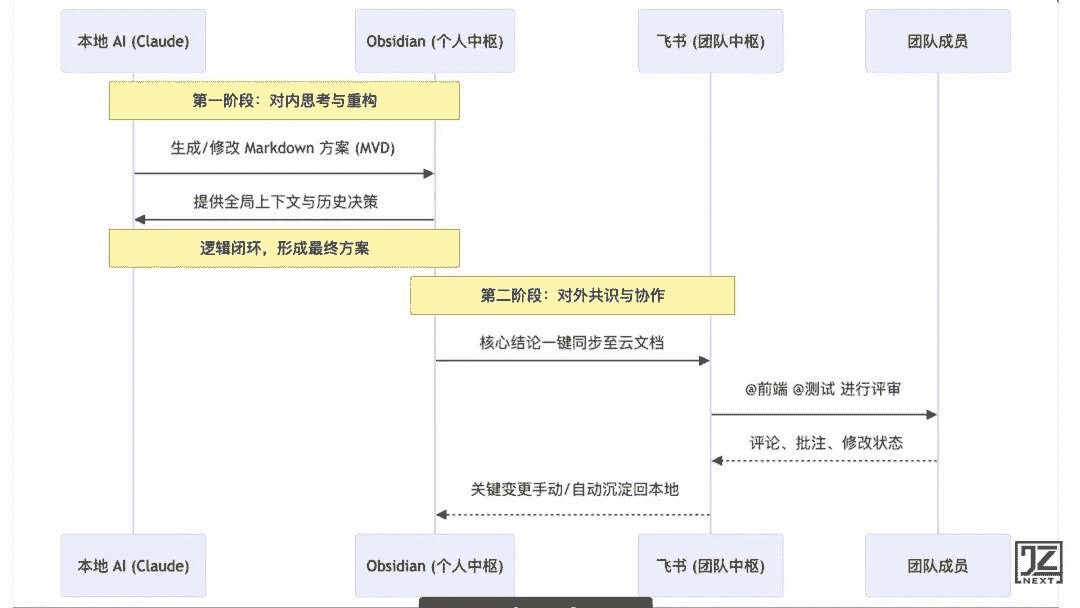 本地 AI (Claude)
Obsidian (个人中枢)
飞书 (团队中枢)
团队成员
第一阶段：对内思考与重构
生成/修改 Markdown 方案 (MVD)
提供全局上下文与历史决策
逻辑闭环，形成最终方案
第二阶段：对外共识与协作
核心结论一键同步至云文档
@前端 @测试 进行评审
评论、批注、修改状态
关键变更手动/自动沉淀回本地
本地 AI (Claude)
Obsidian (个人中枢)
飞书 (团队中枢)
团队成员
JZ
NEXT